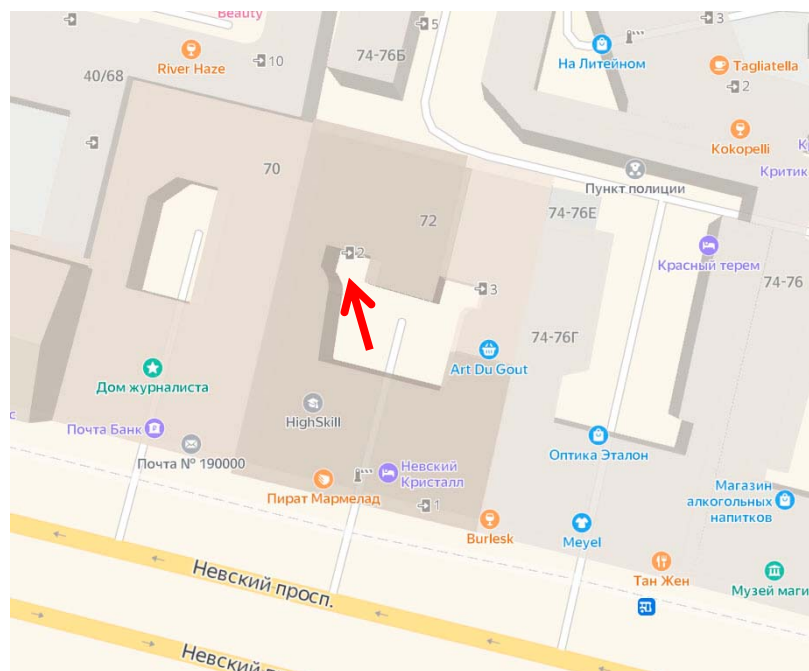 Beauty
5
3
River Haze
10
74-76Б
На Литейном
Tagliatella
2
40/68
Kokopelli
Критик
70
Пункт полиции
72
74-76Е
2
Красный терем
3
74-76
74-76Г
Art Du Gout
Дом журналиста
HighSkill
Почта Банк
Почта № 190000
Невский
Кристалл
Оптика Эталон
Пират Мармелад
Магазин
алкогольных
напитков
1
Burlesk
Meyel
Тан Жен
Музей маги
Невский просп.
Невский п